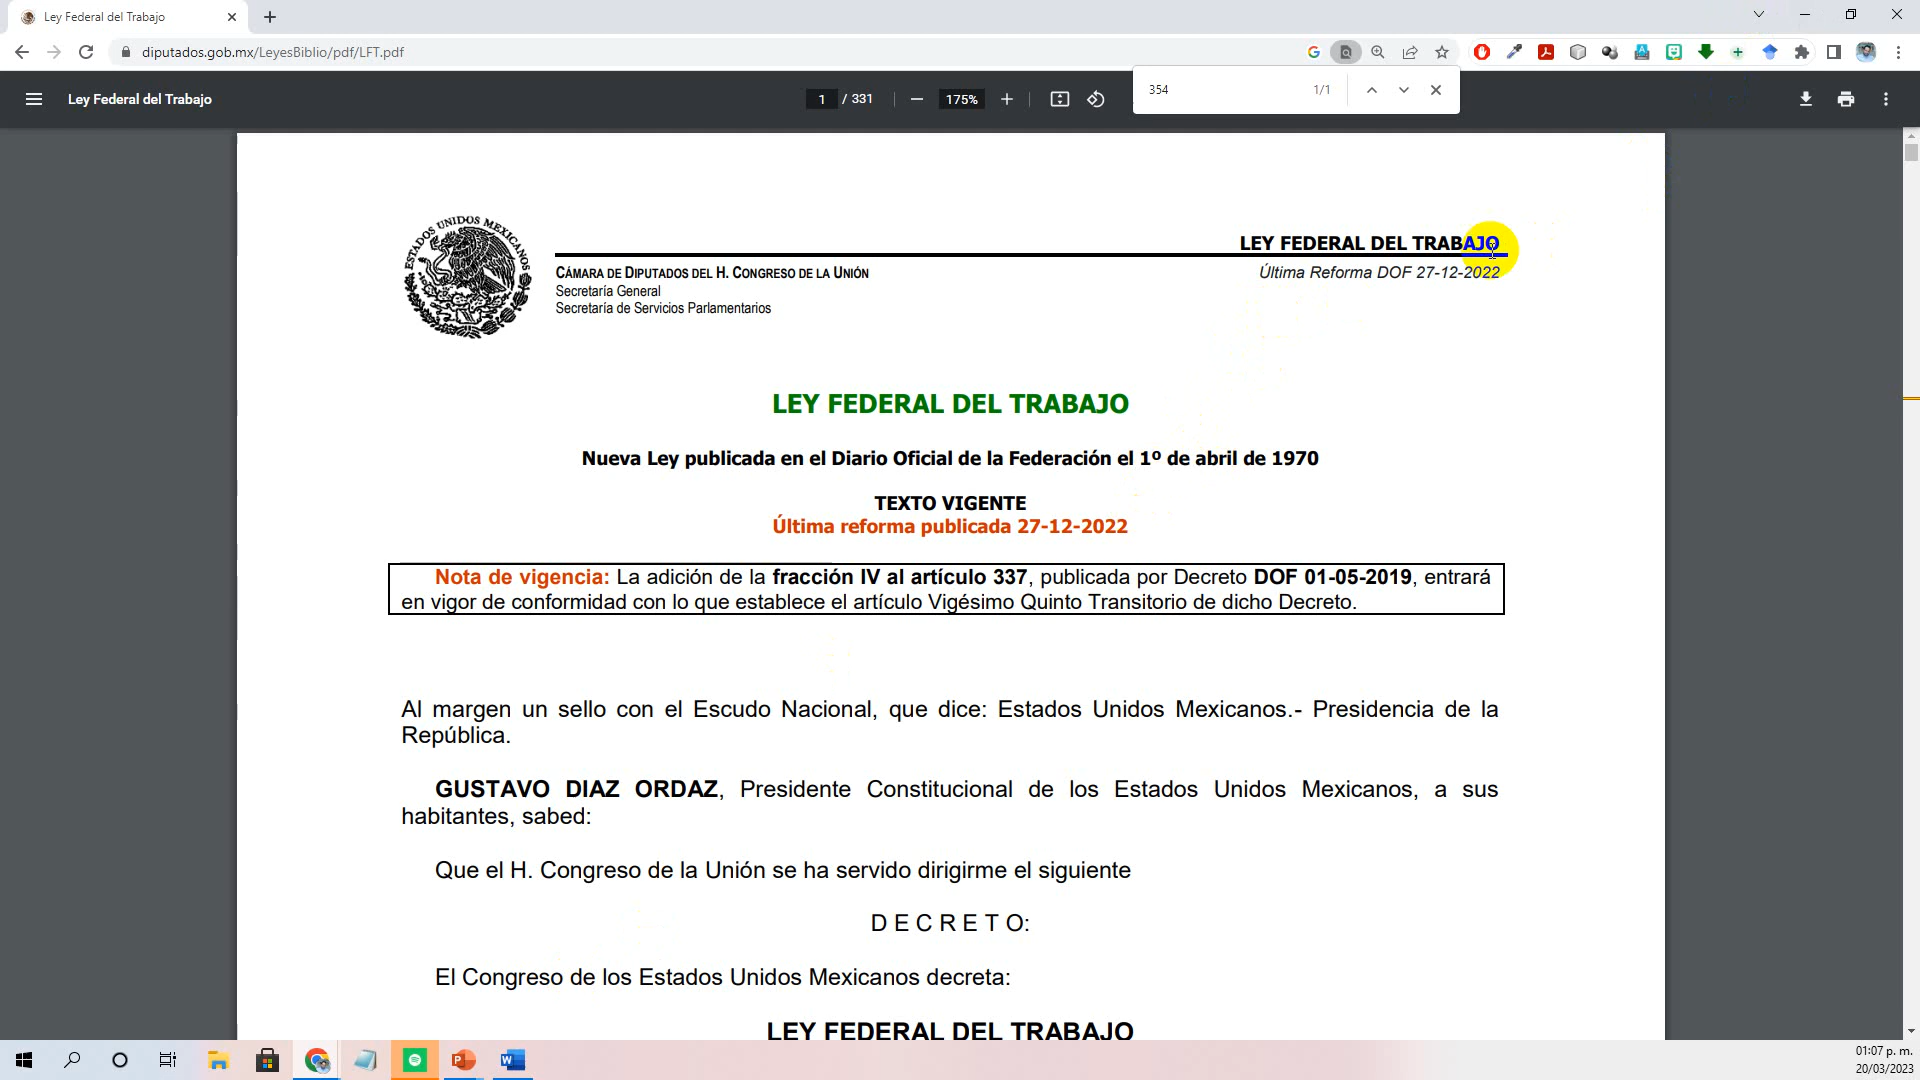 Ley Federal del Trabajo
diputados.gob.mx/LeyesBiblio/pdf/LFT.pdf
354 1/1
Ley Federal del Trabajo 1 / 331 175%
ESTADOS UNIDOS MEXICANOS
LEY FEDERAL DEL TRABAJO
CÁMARA DE DIPUTADOS DEL H. CONGRESO DE LA UNIÓN Última Reforma DOF 27-12-2022
Secretaría General
Secretaría de Servicios Parlamentarios
LEY FEDERAL DEL TRABAJO
Nueva Ley publicada en el Diario Oficial de la Federación el 1º de abril de 1970
TEXTO VIGENTE
Última reforma publicada 27-12-2022
Nota de vigencia: La adición de la fracción IV al artículo 337, publicada por Decreto DOF 01-05-2019, entrará
en vigor de conformidad con lo que establece el artículo Vigésimo Quinto Transitorio de dicho Decreto.
Al margen un sello con el Escudo Nacional, que dice: Estados Unidos Mexicanos.- Presidencia de la
República.
GUSTAVO DIAZ ORDAZ, Presidente Constitucional de los Estados Unidos Mexicanos, a sus
habitantes, sabed:
Que el H. Congreso de la Unión se ha servido dirigirme el siguiente
D E C R E T O:
El Congreso de los Estados Unidos Mexicanos decreta:
LEY FEDERAL DEL TRABAJO
01:07 p. m.
20/03/2023